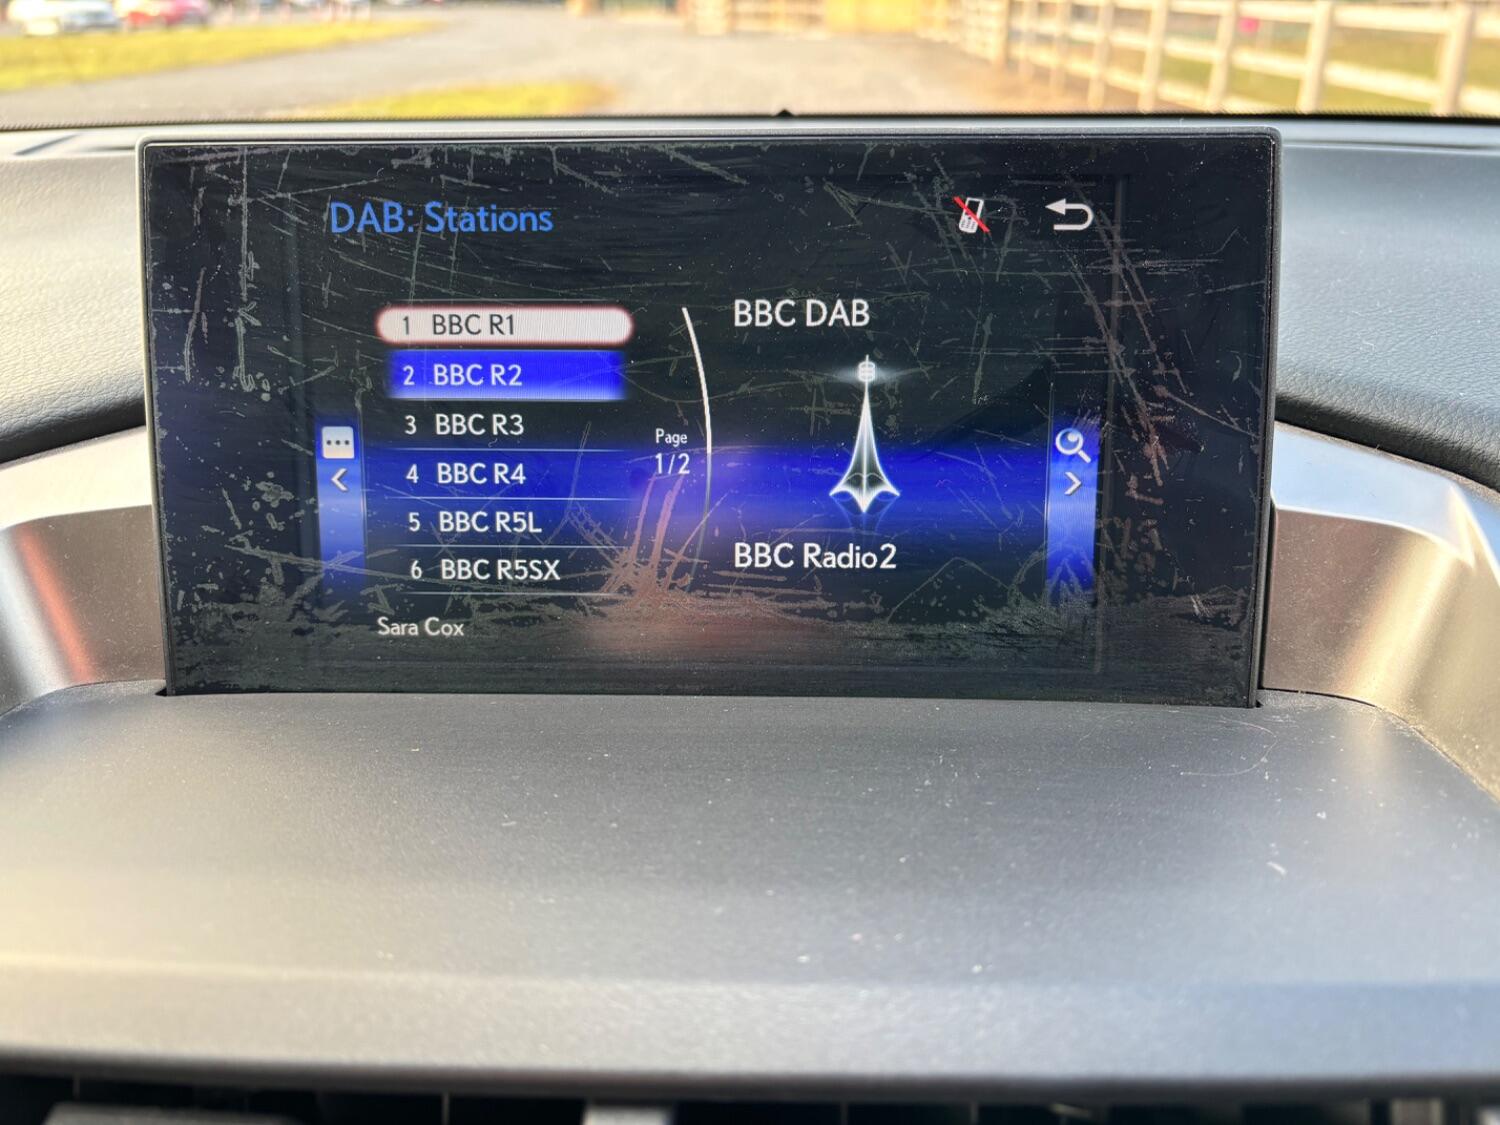 DAB: Stations
1 BBC R1
2 BBC R2
3 BBC R3
4 BBC R4
5 BBC R5L
6 BBC R5SX
Page
1/2
BBC DAB
BBC Radio2
Sara Cox